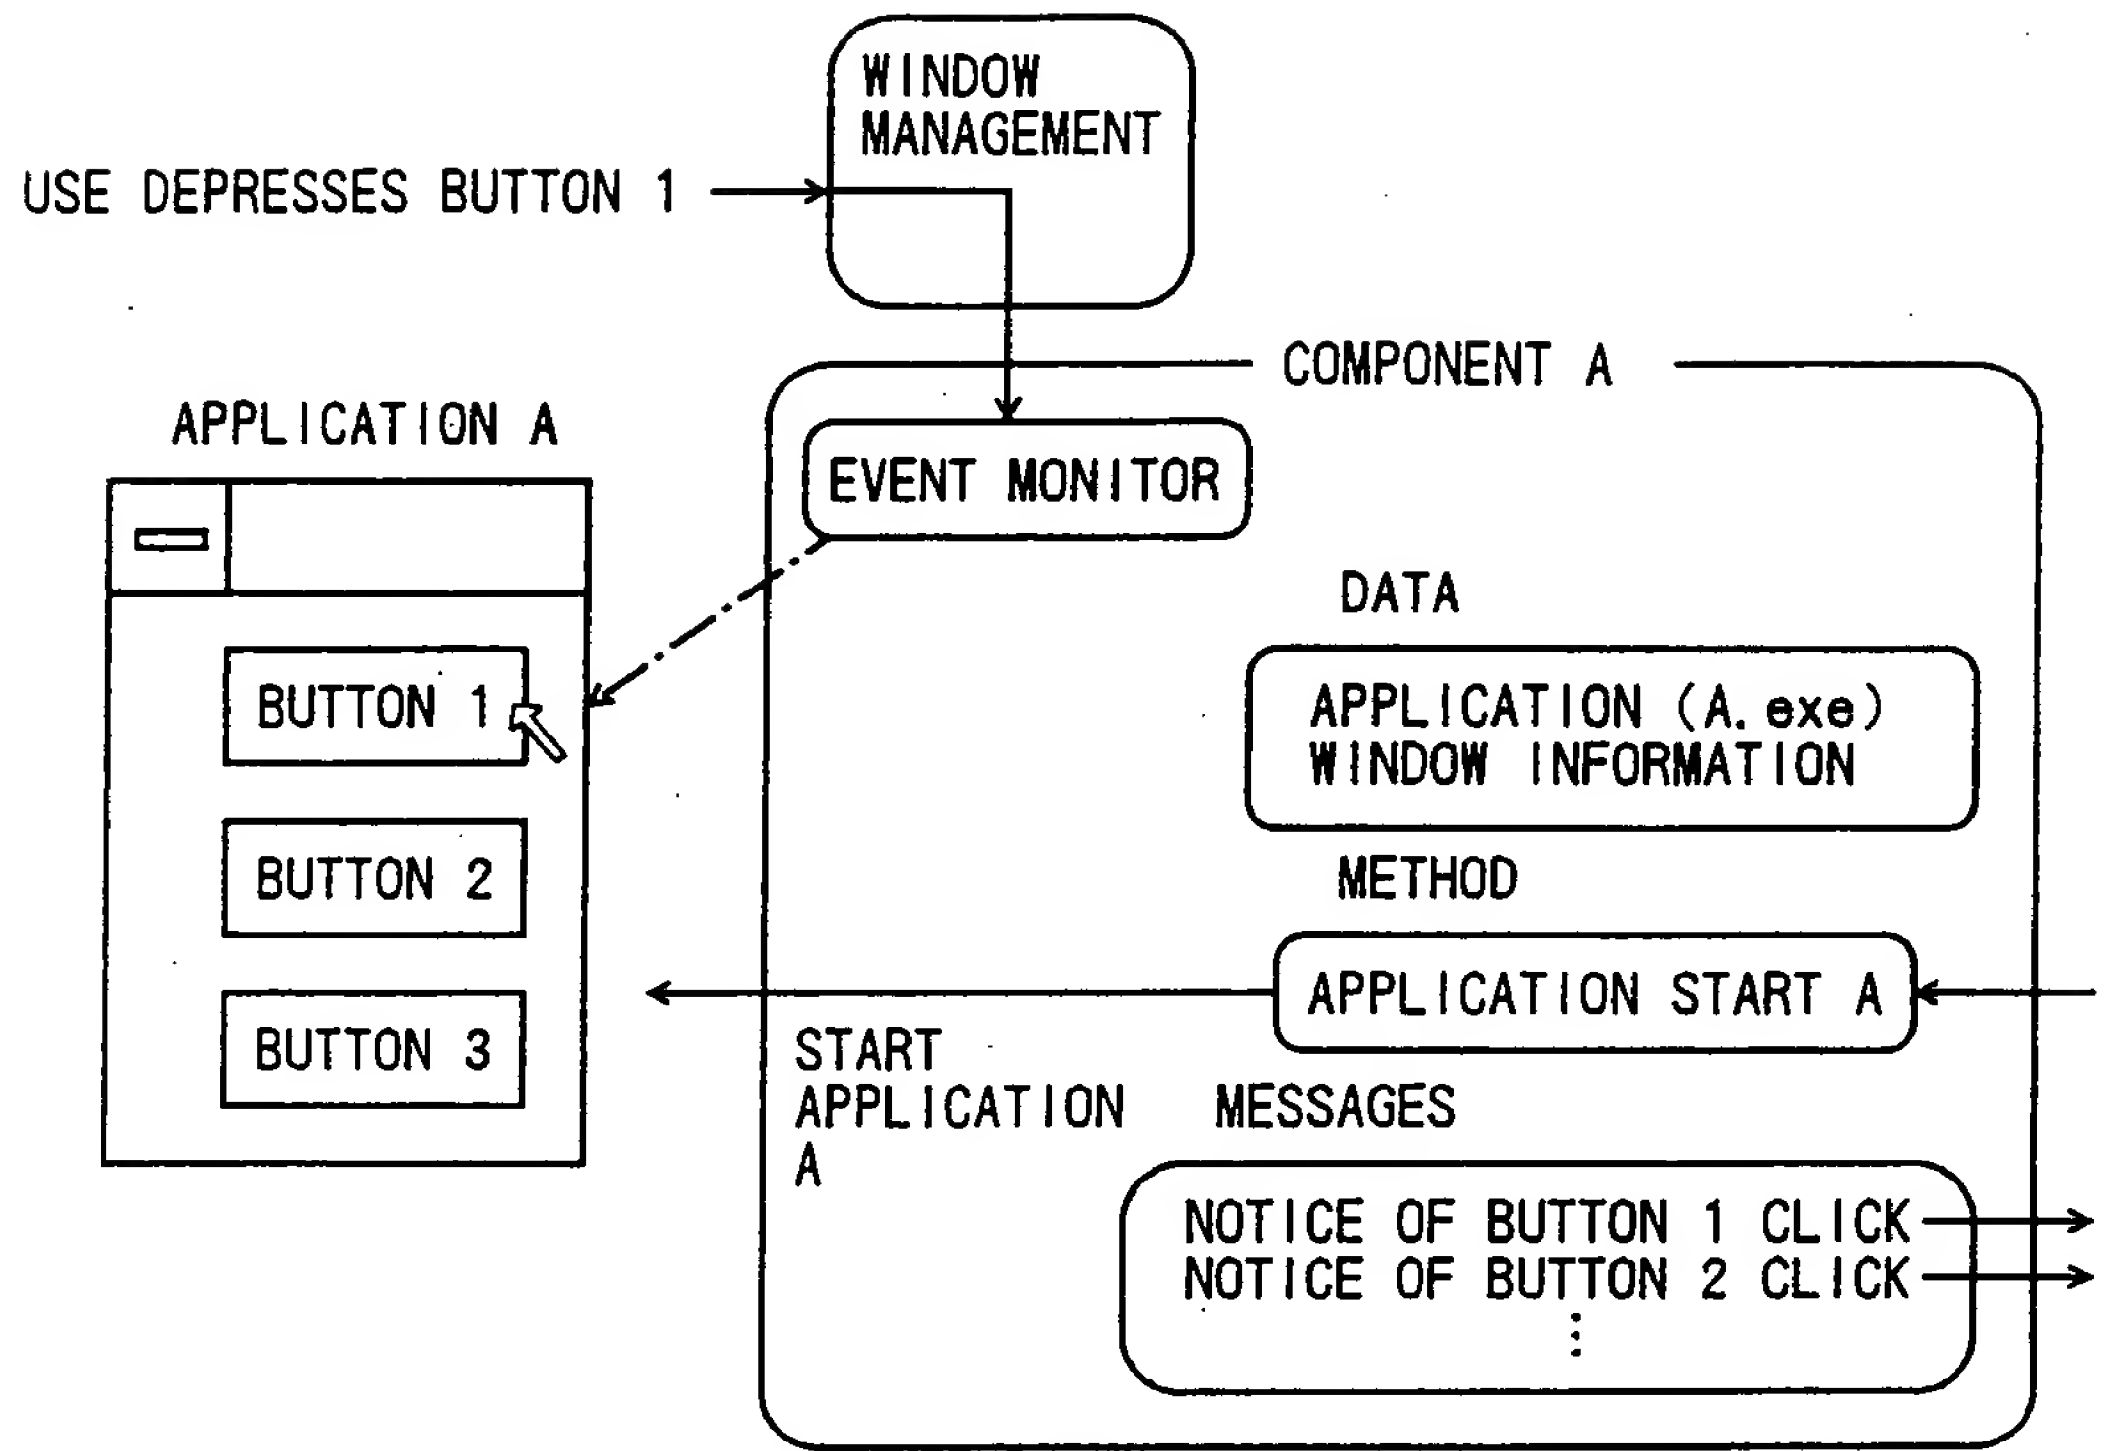 WINDOW
MANAGEMENT
USE DEPRESSES BUTTON 1
COMPONENT A
APPLICATION A
EVENT MONITOR
DATA
BUTTON 1
APPLICATION (A.exe)
WINDOW INFORMATION
BUTTON 2
METHOD
APPLICATION START A
BUTTON 3
START
APPLICATION
A
MESSAGES
NOTICE OF BUTTON 1 CLICK
NOTICE OF BUTTON 2 CLICK
⋮